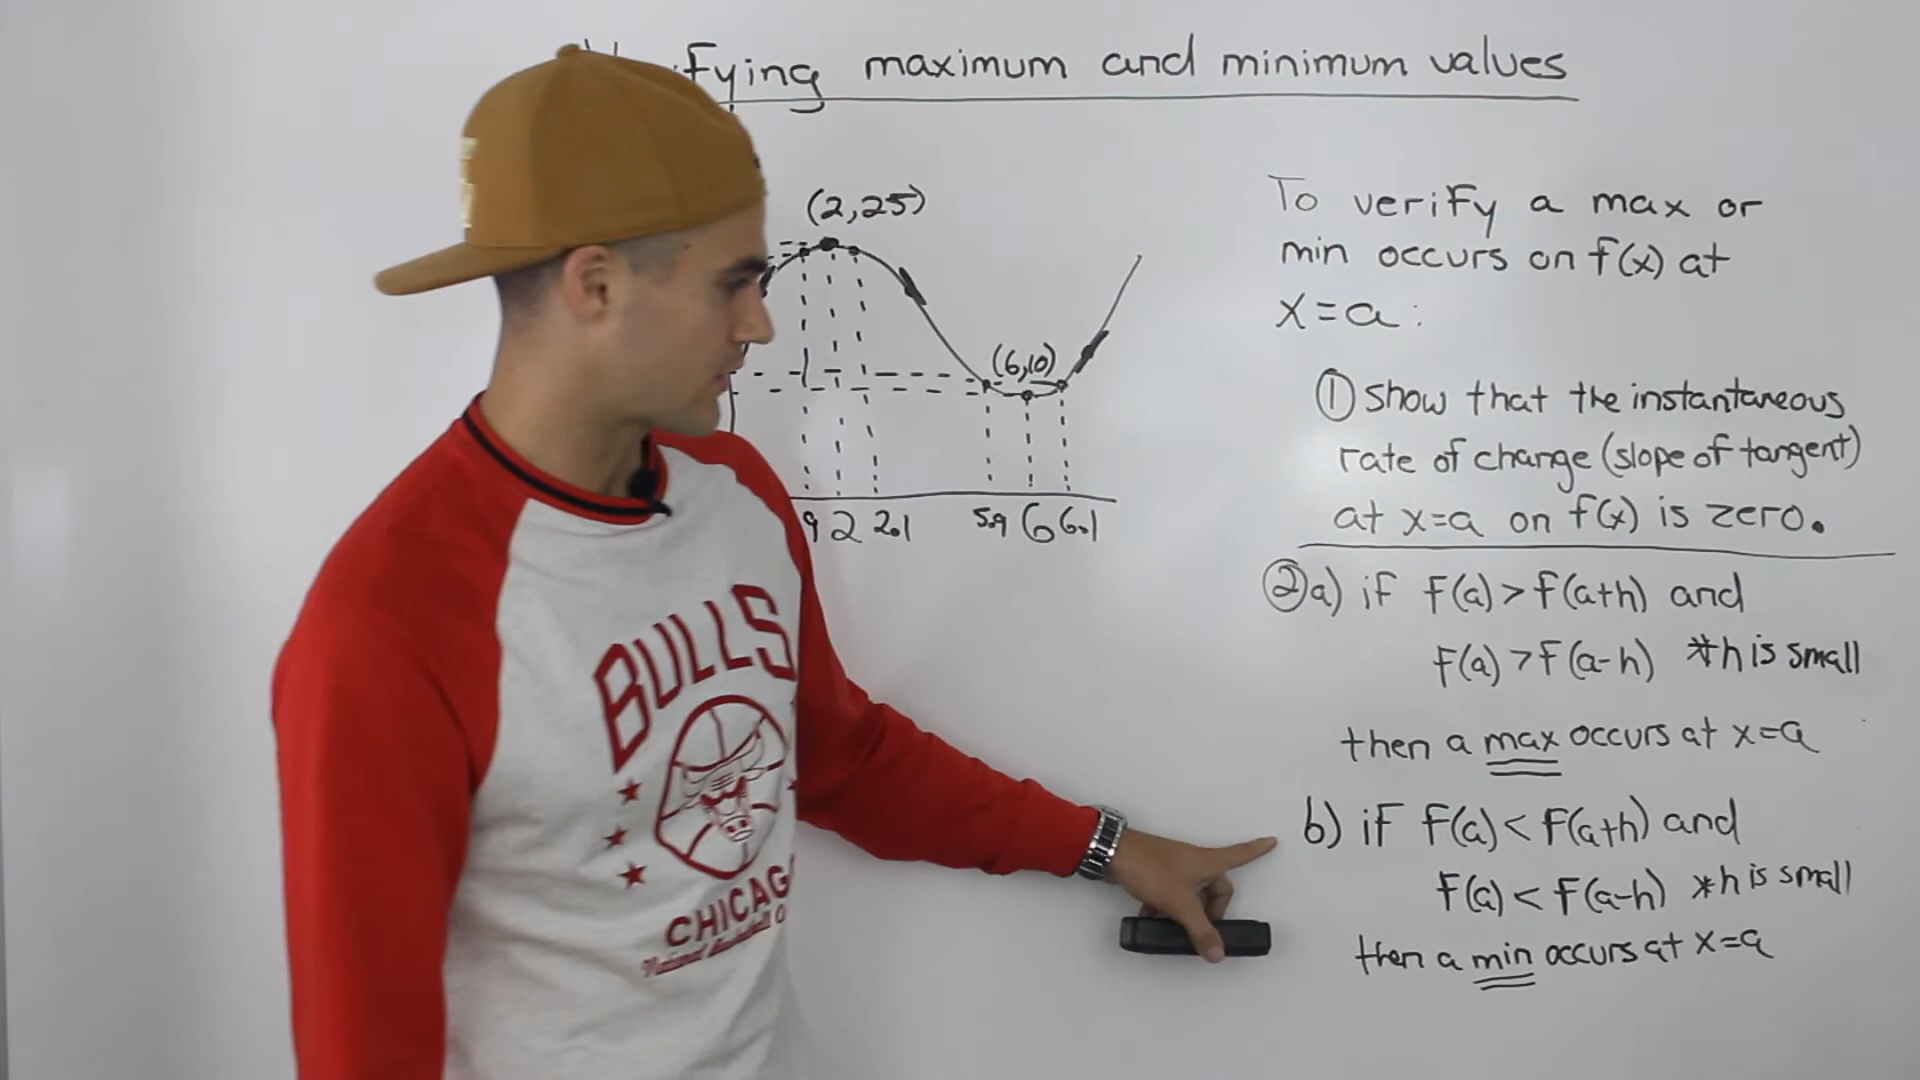 fying maximum and minimum values
(2,25)
(6,10)
9 2 2.1 5.9 6 6.1
To verify a max or
min occurs on f(x) at
x=a:
① Show that the instantaneous
rate of change (slope of tangent)
at x=a on f(x) is zero.
②a) if f(a)>f(a+h) and
f(a)>f(a-h) *h is small
then a max occurs at x=a
b) if f(a)<f(a+h) and
f(a)<f(a-h) *h is small
then a min occurs at x=a
BULLS
CHICAG